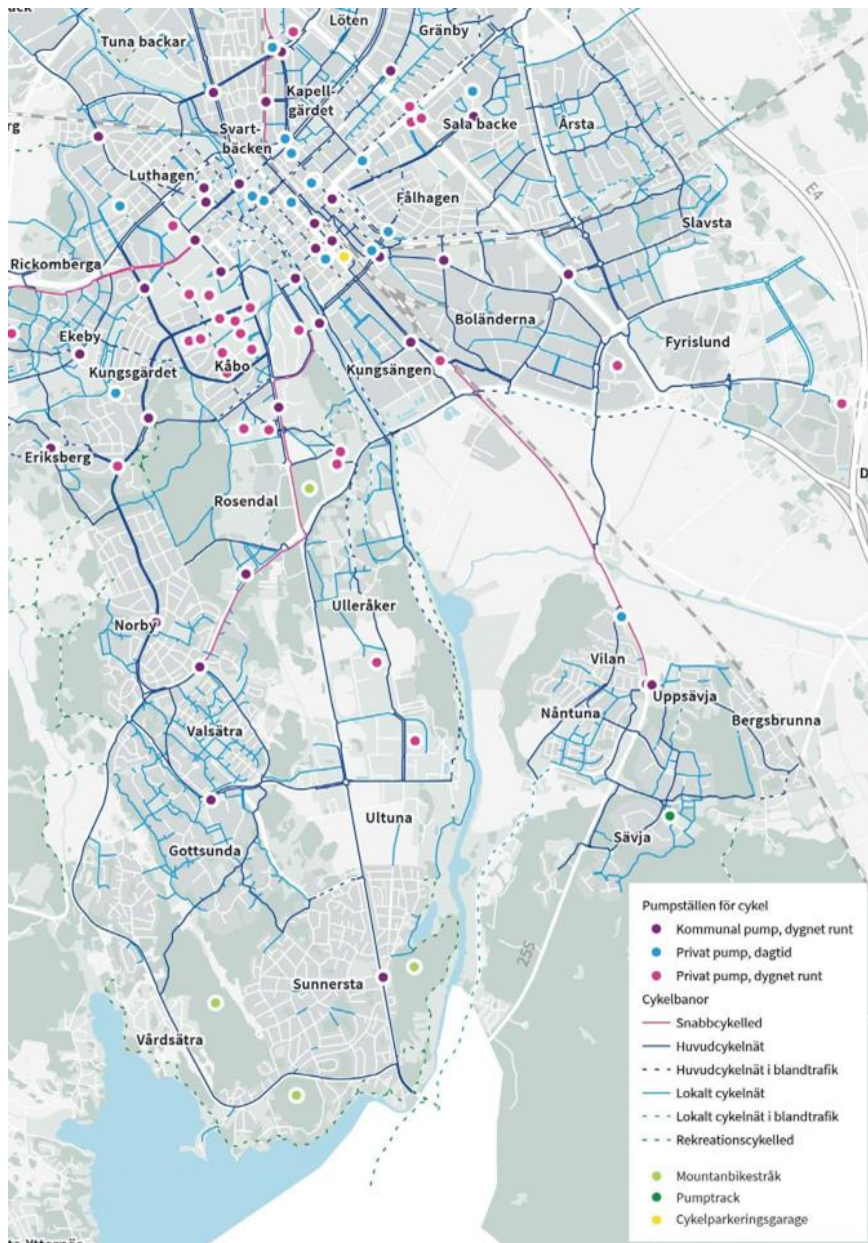 Löten
Gränby
Tuna backar
Kapell-
gärdet
Svart-
bäcken
Sala backe
Årsta
E4
Luthagen
Fålhagen
Slavsta
Rickomberga
Boländerna
Fyrislund
Ekeby
Kungsgärdet
Kåbo
Kungsängen
Eriksberg
D
Rosendal
Ulleråker
Norby
Vilan
Uppsävja
Nåntuna
Bergsbrunna
Valsätra
Ultuna
Sävja
Gottsunda
255
Sunnersta
Vårdsätra
Pumpställen för cykel
Kommunal pump, dygnet runt
Privat pump, dagtid
Privat pump, dygnet runt
Cykelbanor
Snabbcykelled
Huvudcykelnät
Huvudcykelnät i blandtrafik
Lokalt cykelnät
Lokalt cykelnät i blandtrafik
Rekreationscykelled
Mountanbikestråk
Pumptrack
Cykelparkeringsgarage